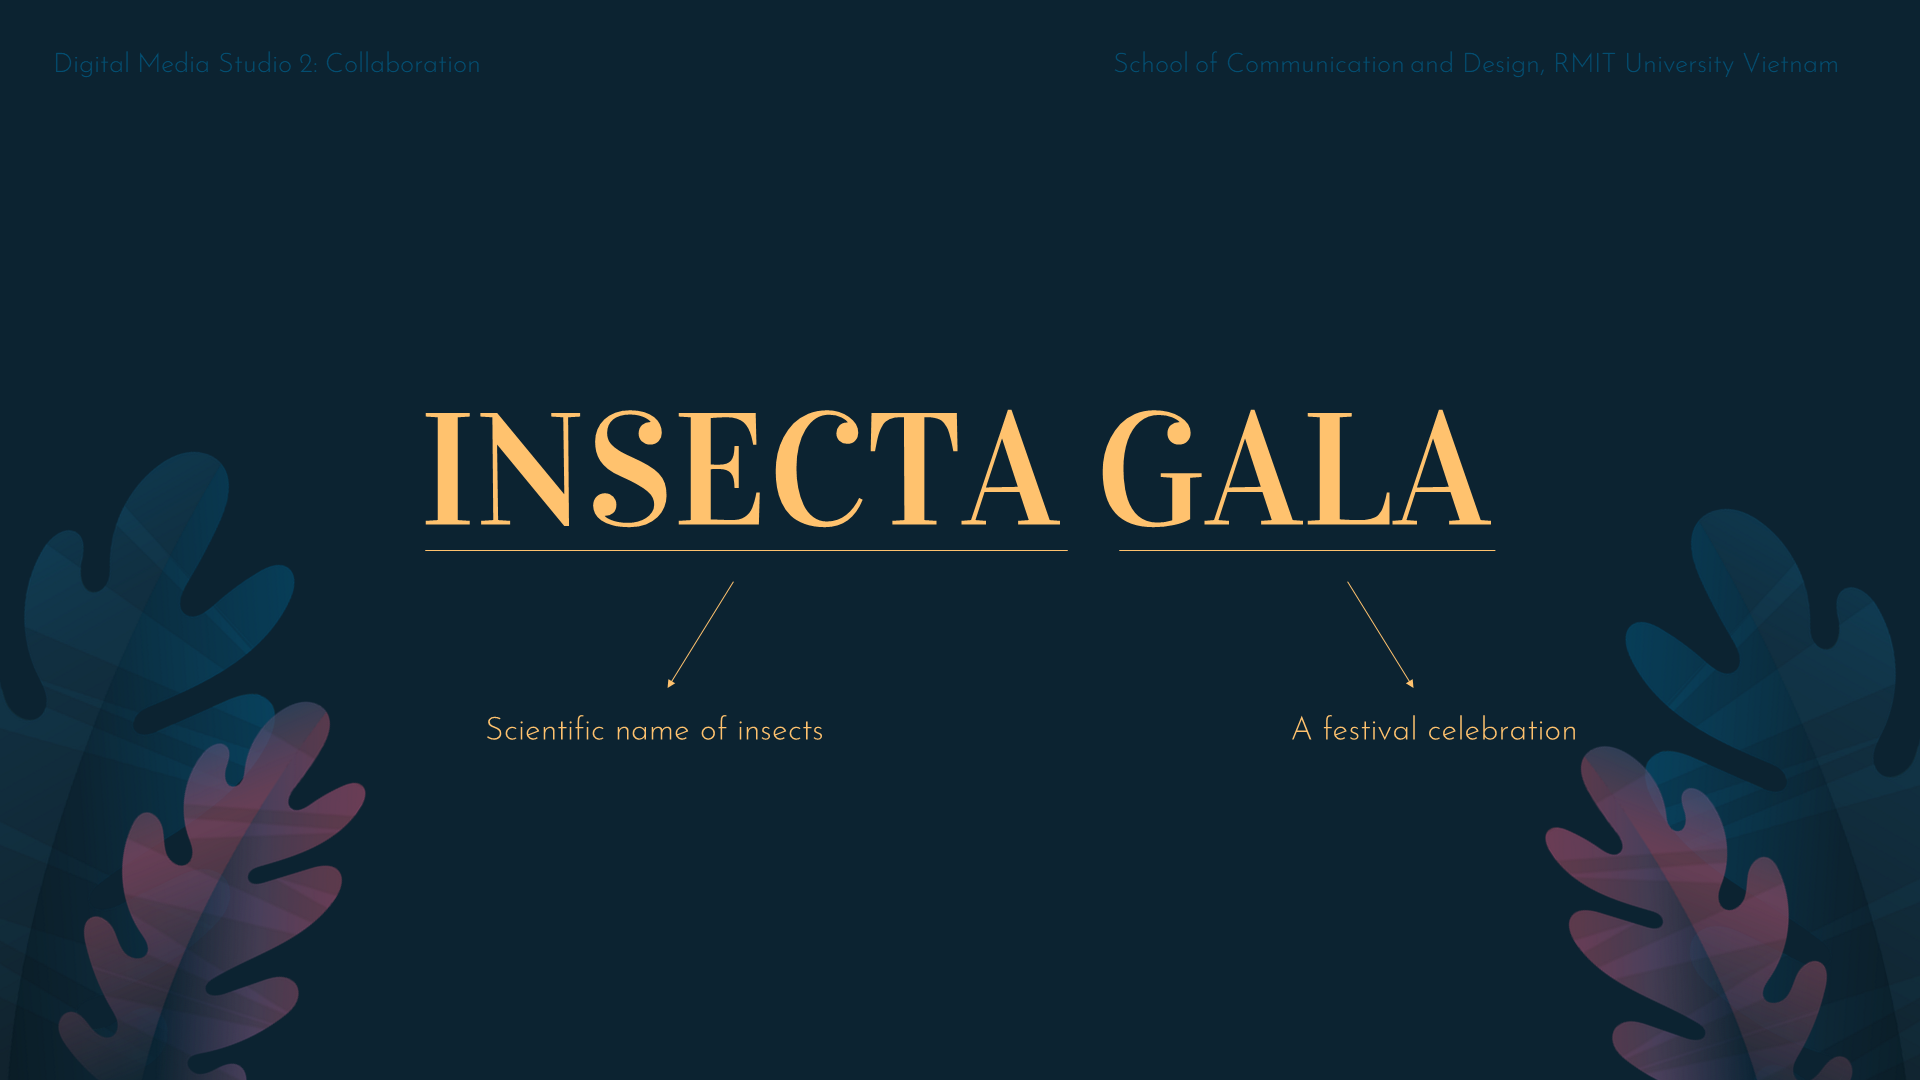 Digital Media Studio 2: Collaboration
School of Communication and Design, RMIT University Vietnam
INSECTA GALA
Scientific name of insects
A festival celebration